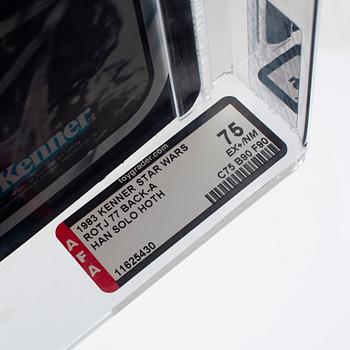 Kenner
toygrader.com
AFA
1983 KENNER STAR WARS
ROTJ 77 BACK-A
HAN SOLO HOTH
11625430
75
EX+/NM
C75 B90 F90